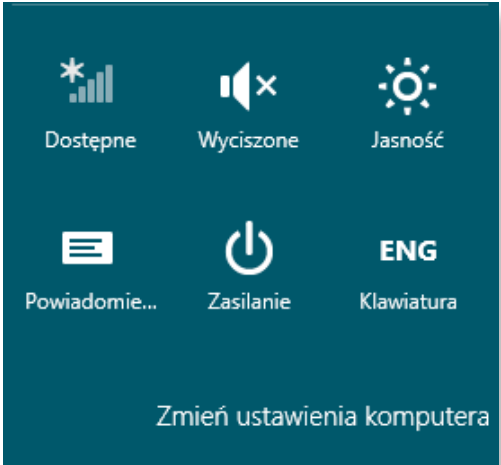 Dostępne
Wyciszone
Jasność
ENG
Powiadomie...
Zasilanie
Klawiatura
Zmień ustawienia komputera